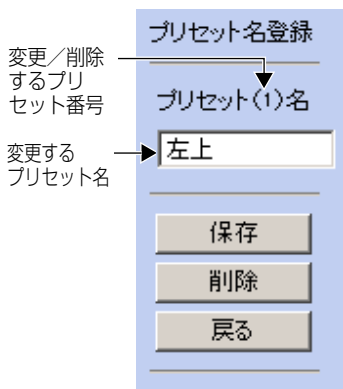 プリセット名登録
変更／削除
するプリ
セット番号
プリセット(1)名
変更する
プリセット名
左上
保存
削除
戻る